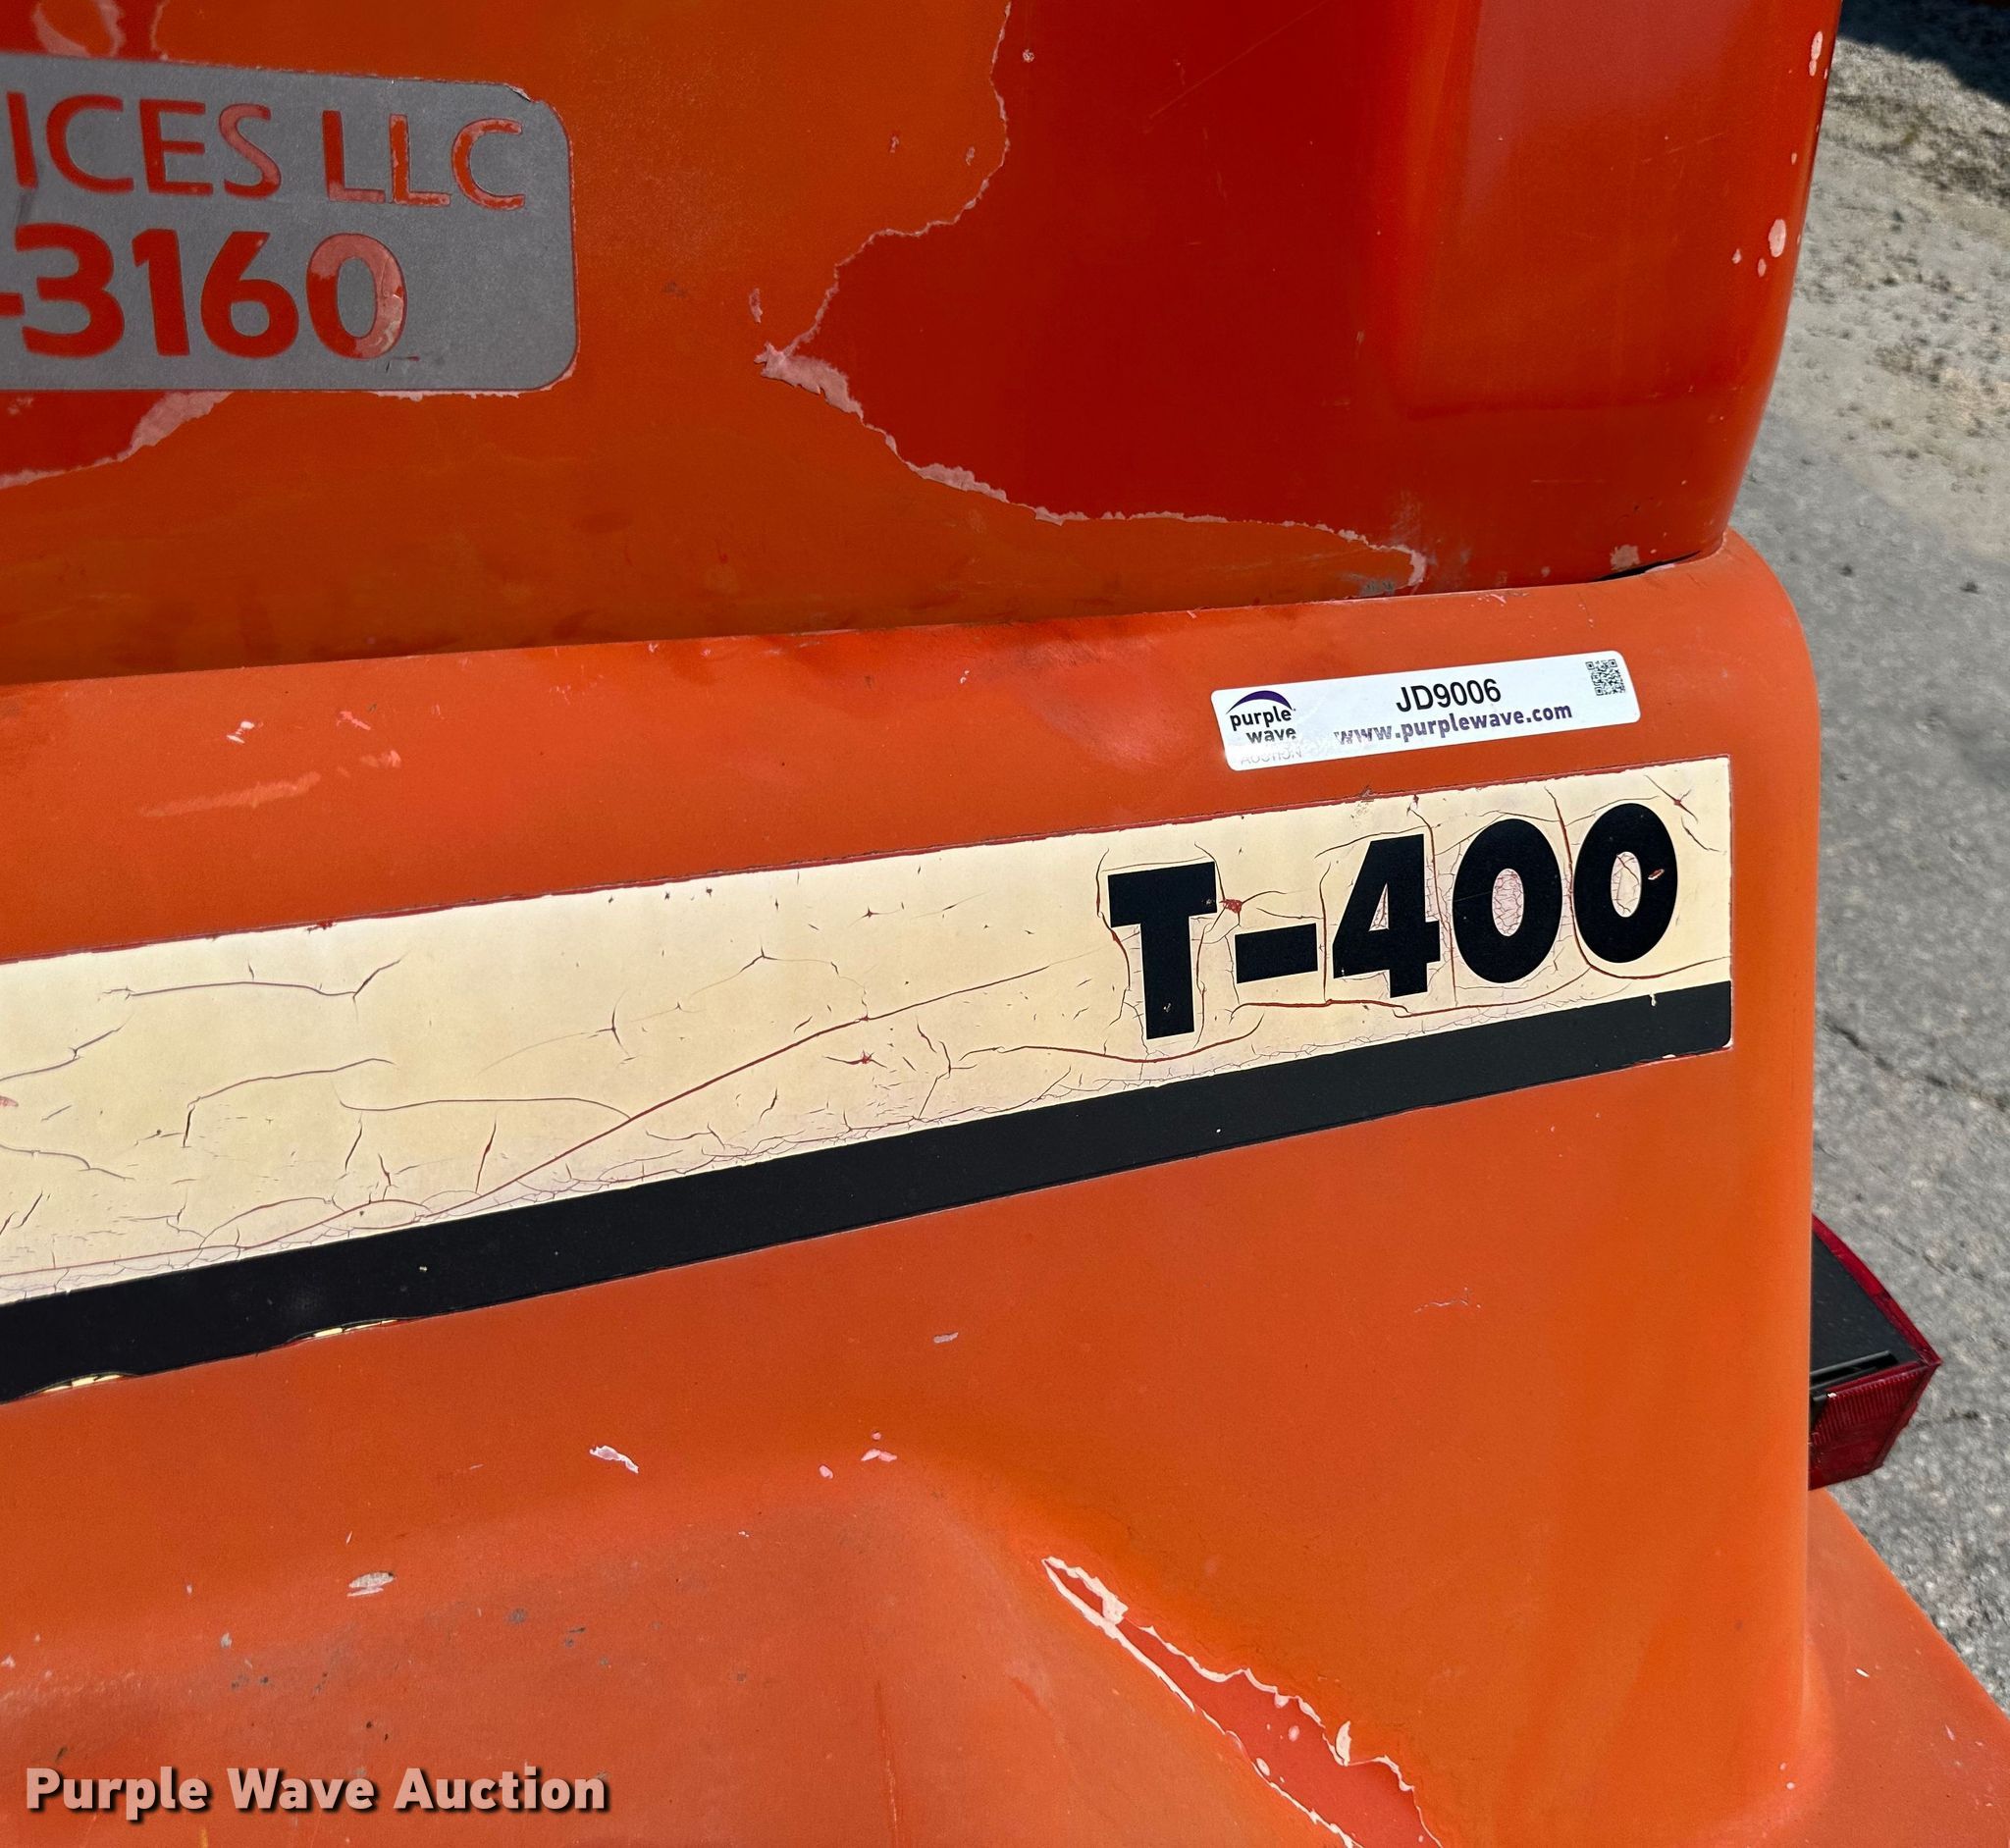 ICES LLC
-3160
purple
wave
AUCTION
JD9006
www.purplewave.com
T-400
Purple Wave Auction